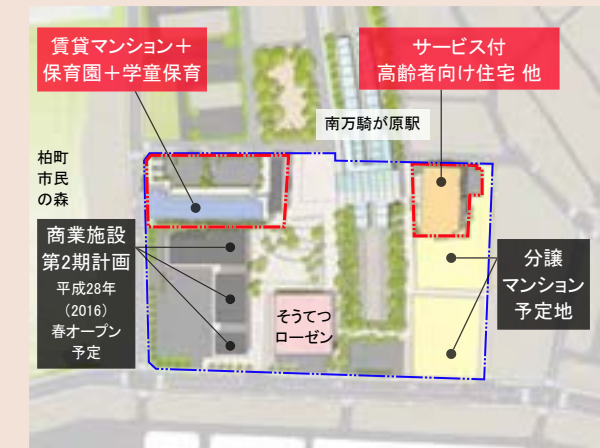 賃貸マンション＋
保育園＋学童保育
サービス付
高齢者向け住宅 他
南万騎が原駅
柏町
市民
の森
商業施設
第2期計画
平成28年
（2016）
春オープン
予定
そうてつ
ローゼン
分譲
マンション
予定地